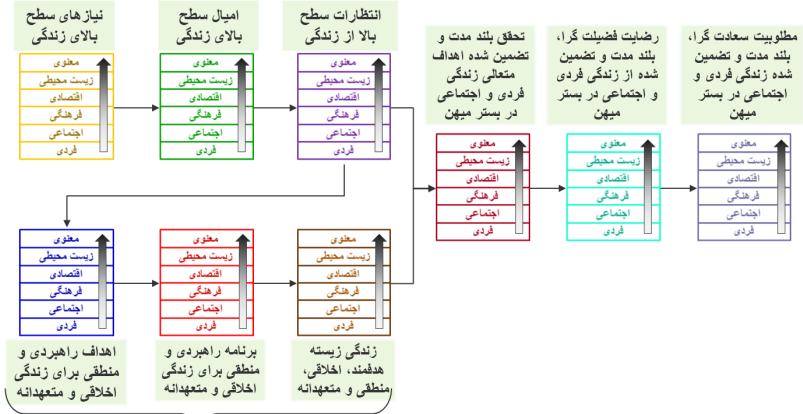 نیازهای سطح
بالای زندگی
معنوی
زیست محیطی
اقتصادی
فرهنگی
اجتماعی
فردی
امیال سطح
بالای زندگی
معنوی
زیست محیطی
اقتصادی
فرهنگی
اجتماعی
فردی
انتظارات سطح
بالا از زندگی
معنوی
زیست محیطی
اقتصادی
فرهنگی
اجتماعی
فردی
تحقق بلند مدت و
تضمین شده اهداف
متعالی زندگی
فردی و اجتماعی
در بستر میهن
معنوی
زیست محیطی
اقتصادی
فرهنگی
اجتماعی
فردی
رضایت فضیلت گرا،
بلند مدت و تضمین
شده از زندگی فردی
و اجتماعی در بستر
میهن
معنوی
زیست محیطی
اقتصادی
فرهنگی
اجتماعی
فردی
مطلوبیت سعادت گرا،
بلند مدت و تضمین
شده زندگی فردی و
اجتماعی در بستر
میهن
معنوی
زیست محیطی
اقتصادی
فرهنگی
اجتماعی
فردی
معنوی
زیست محیطی
اقتصادی
فرهنگی
اجتماعی
فردی
اهداف راهبردی و
منطقی برای زندگی
اخلاقی و متعهدانه
معنوی
زیست محیطی
اقتصادی
فرهنگی
اجتماعی
فردی
برنامه راهبردی و
منطقی برای زندگی
اخلاقی و متعهدانه
معنوی
زیست محیطی
اقتصادی
فرهنگی
اجتماعی
فردی
زندگی زیسته
هدفمند، اخلاقی،
منطقی و متعهدانه